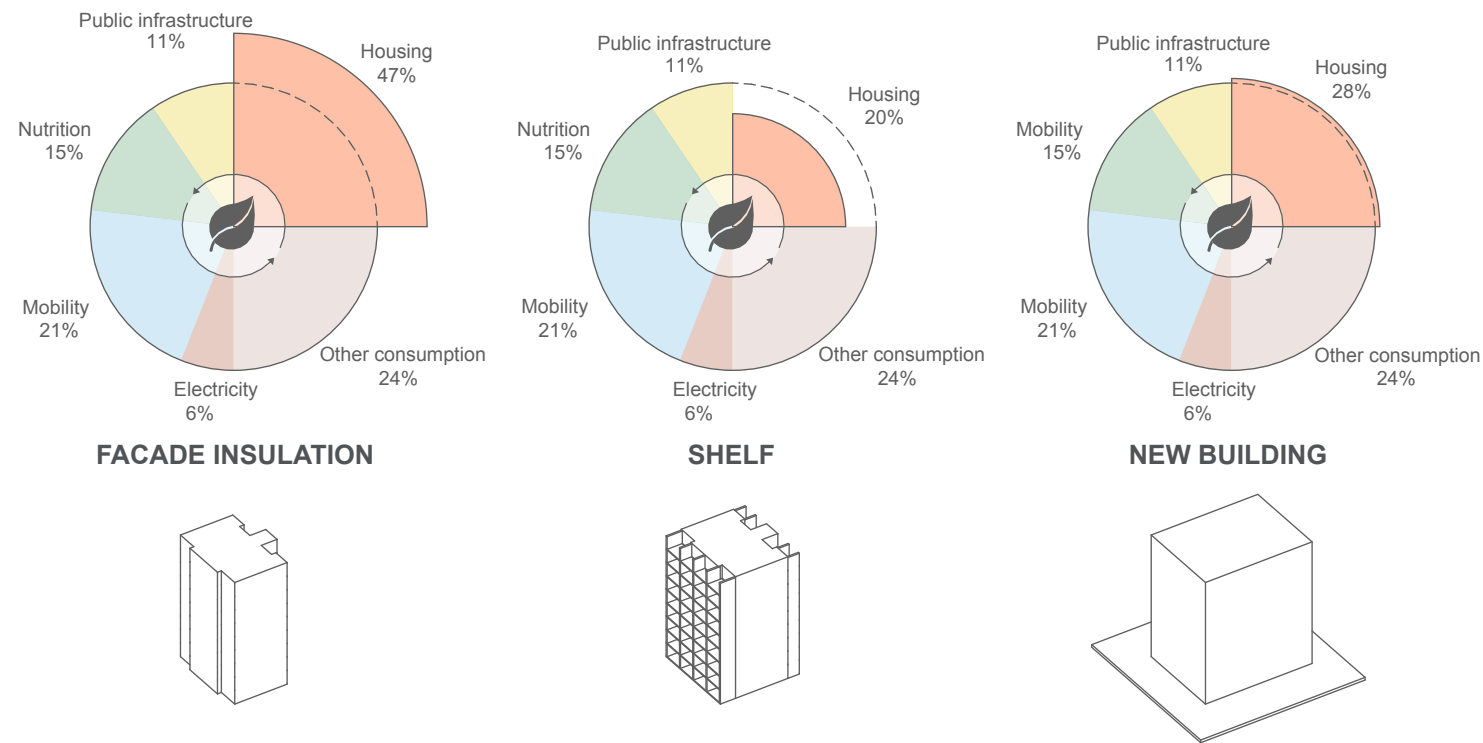 Public infrastructure
11%
Housing
47%
Nutrition
15%
Mobility
21%
Electricity
6%
Other consumption
24%
FACADE INSULATION
Public infrastructure
11%
Housing
20%
Nutrition
15%
Mobility
21%
Electricity
6%
Other consumption
24%
SHELF
Public infrastructure
11%
Housing
28%
Mobility
15%
Mobility
21%
Electricity
6%
Other consumption
24%
NEW BUILDING